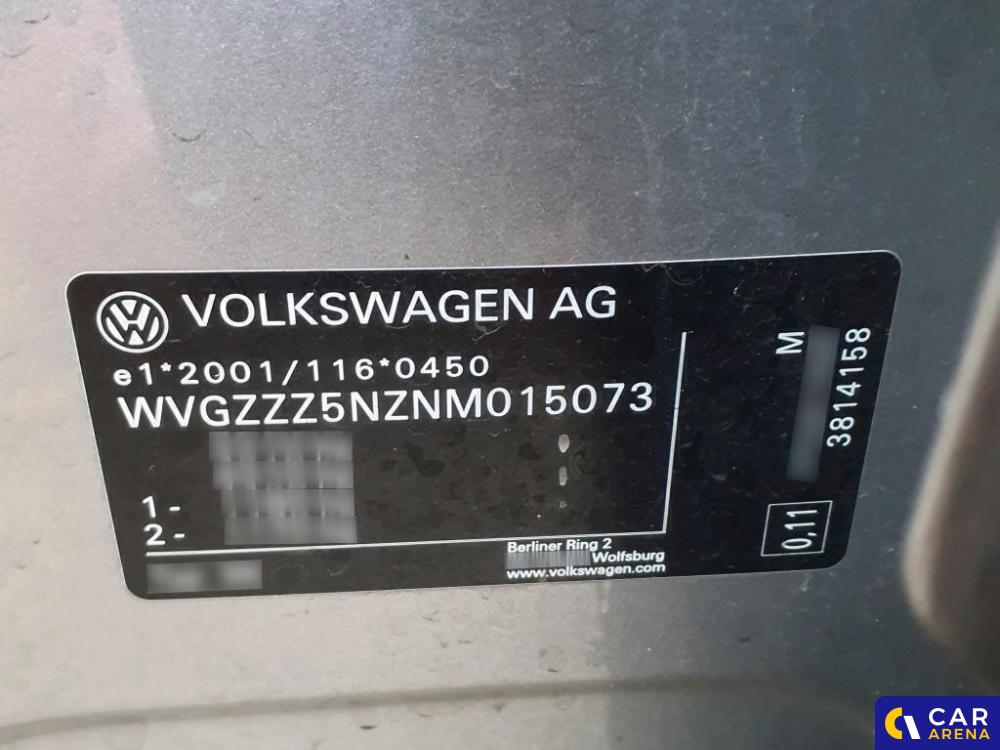 VOLKSWAGEN AG
e1*2001/116*0450
WVGZZZ5NZNM015073
1 -
2 -
Berliner Ring 2
Wolfsburg
www.volkswagen.com
M
3814158
0,11
CAR
ARENA